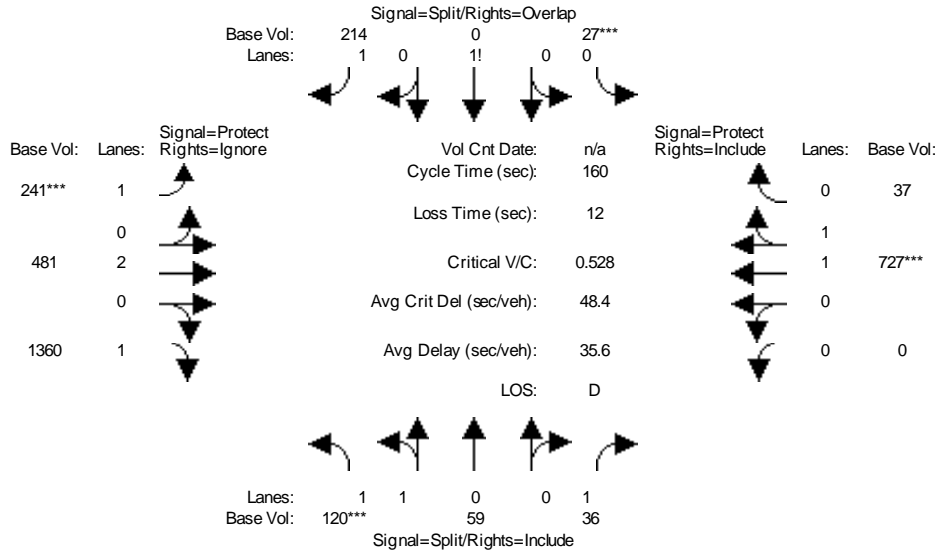 Signal=Split/Rights=Overlap
Base Vol: 214 0 27***
Lanes: 1 0 1! 0 0
Signal=Protect
Base Vol: Lanes: Rights=Ignore
Vol Cnt Date: n/a
Signal=Protect
Rights=Include Lanes: Base Vol:
Cycle Time (sec): 160
241*** 1
0 37
Loss Time (sec): 12
0
1
481 2
Critical V/C: 0.528
1 727***
0
Avg Crit Del (sec/veh): 48.4
0
1360 1
Avg Delay (sec/veh): 35.6
0 0
LOS: D
Lanes: 1 1 0 0 1
Base Vol: 120*** 59 36
Signal=Split/Rights=Include